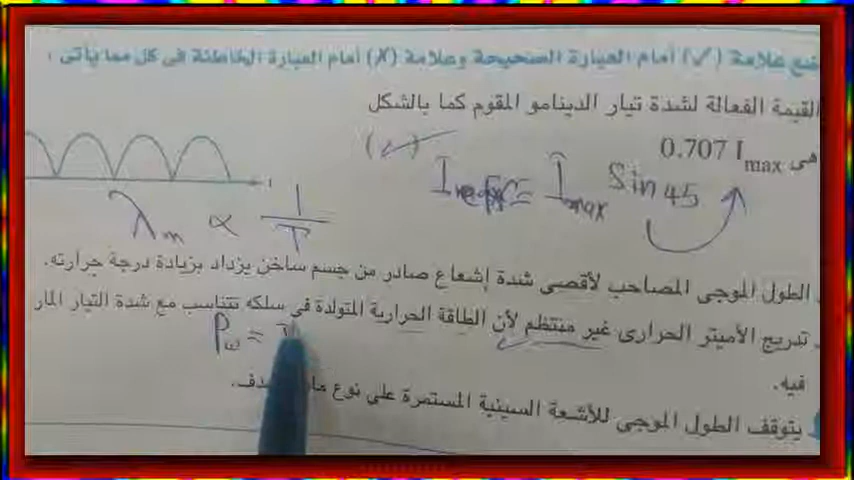 ضع علامة (✓) أمام العبارة الصحيحة وعلامة (✗) أمام العبارة الخاطئة فى كل مما يأتى :
القيمة الفعالة لشدة تيار الدينامو المقوم كما بالشكل
هى 0.707 Imax
( ✓ )
= Imax Sin 45
λm ∝ 1/T
الطول الموجى المصاحب لأقصى شدة إشعاع صادر من جسم ساخن يزداد بزيادة درجة حرارته.
تدريج الأميتر الحرارى غير منتظم لأن الطاقة الحرارية المتولدة فى سلكه تتناسب مع شدة التيار المار
فيه.
Pw =
يتوقف الطول الموجى للأشعة السينية المستمرة على نوع